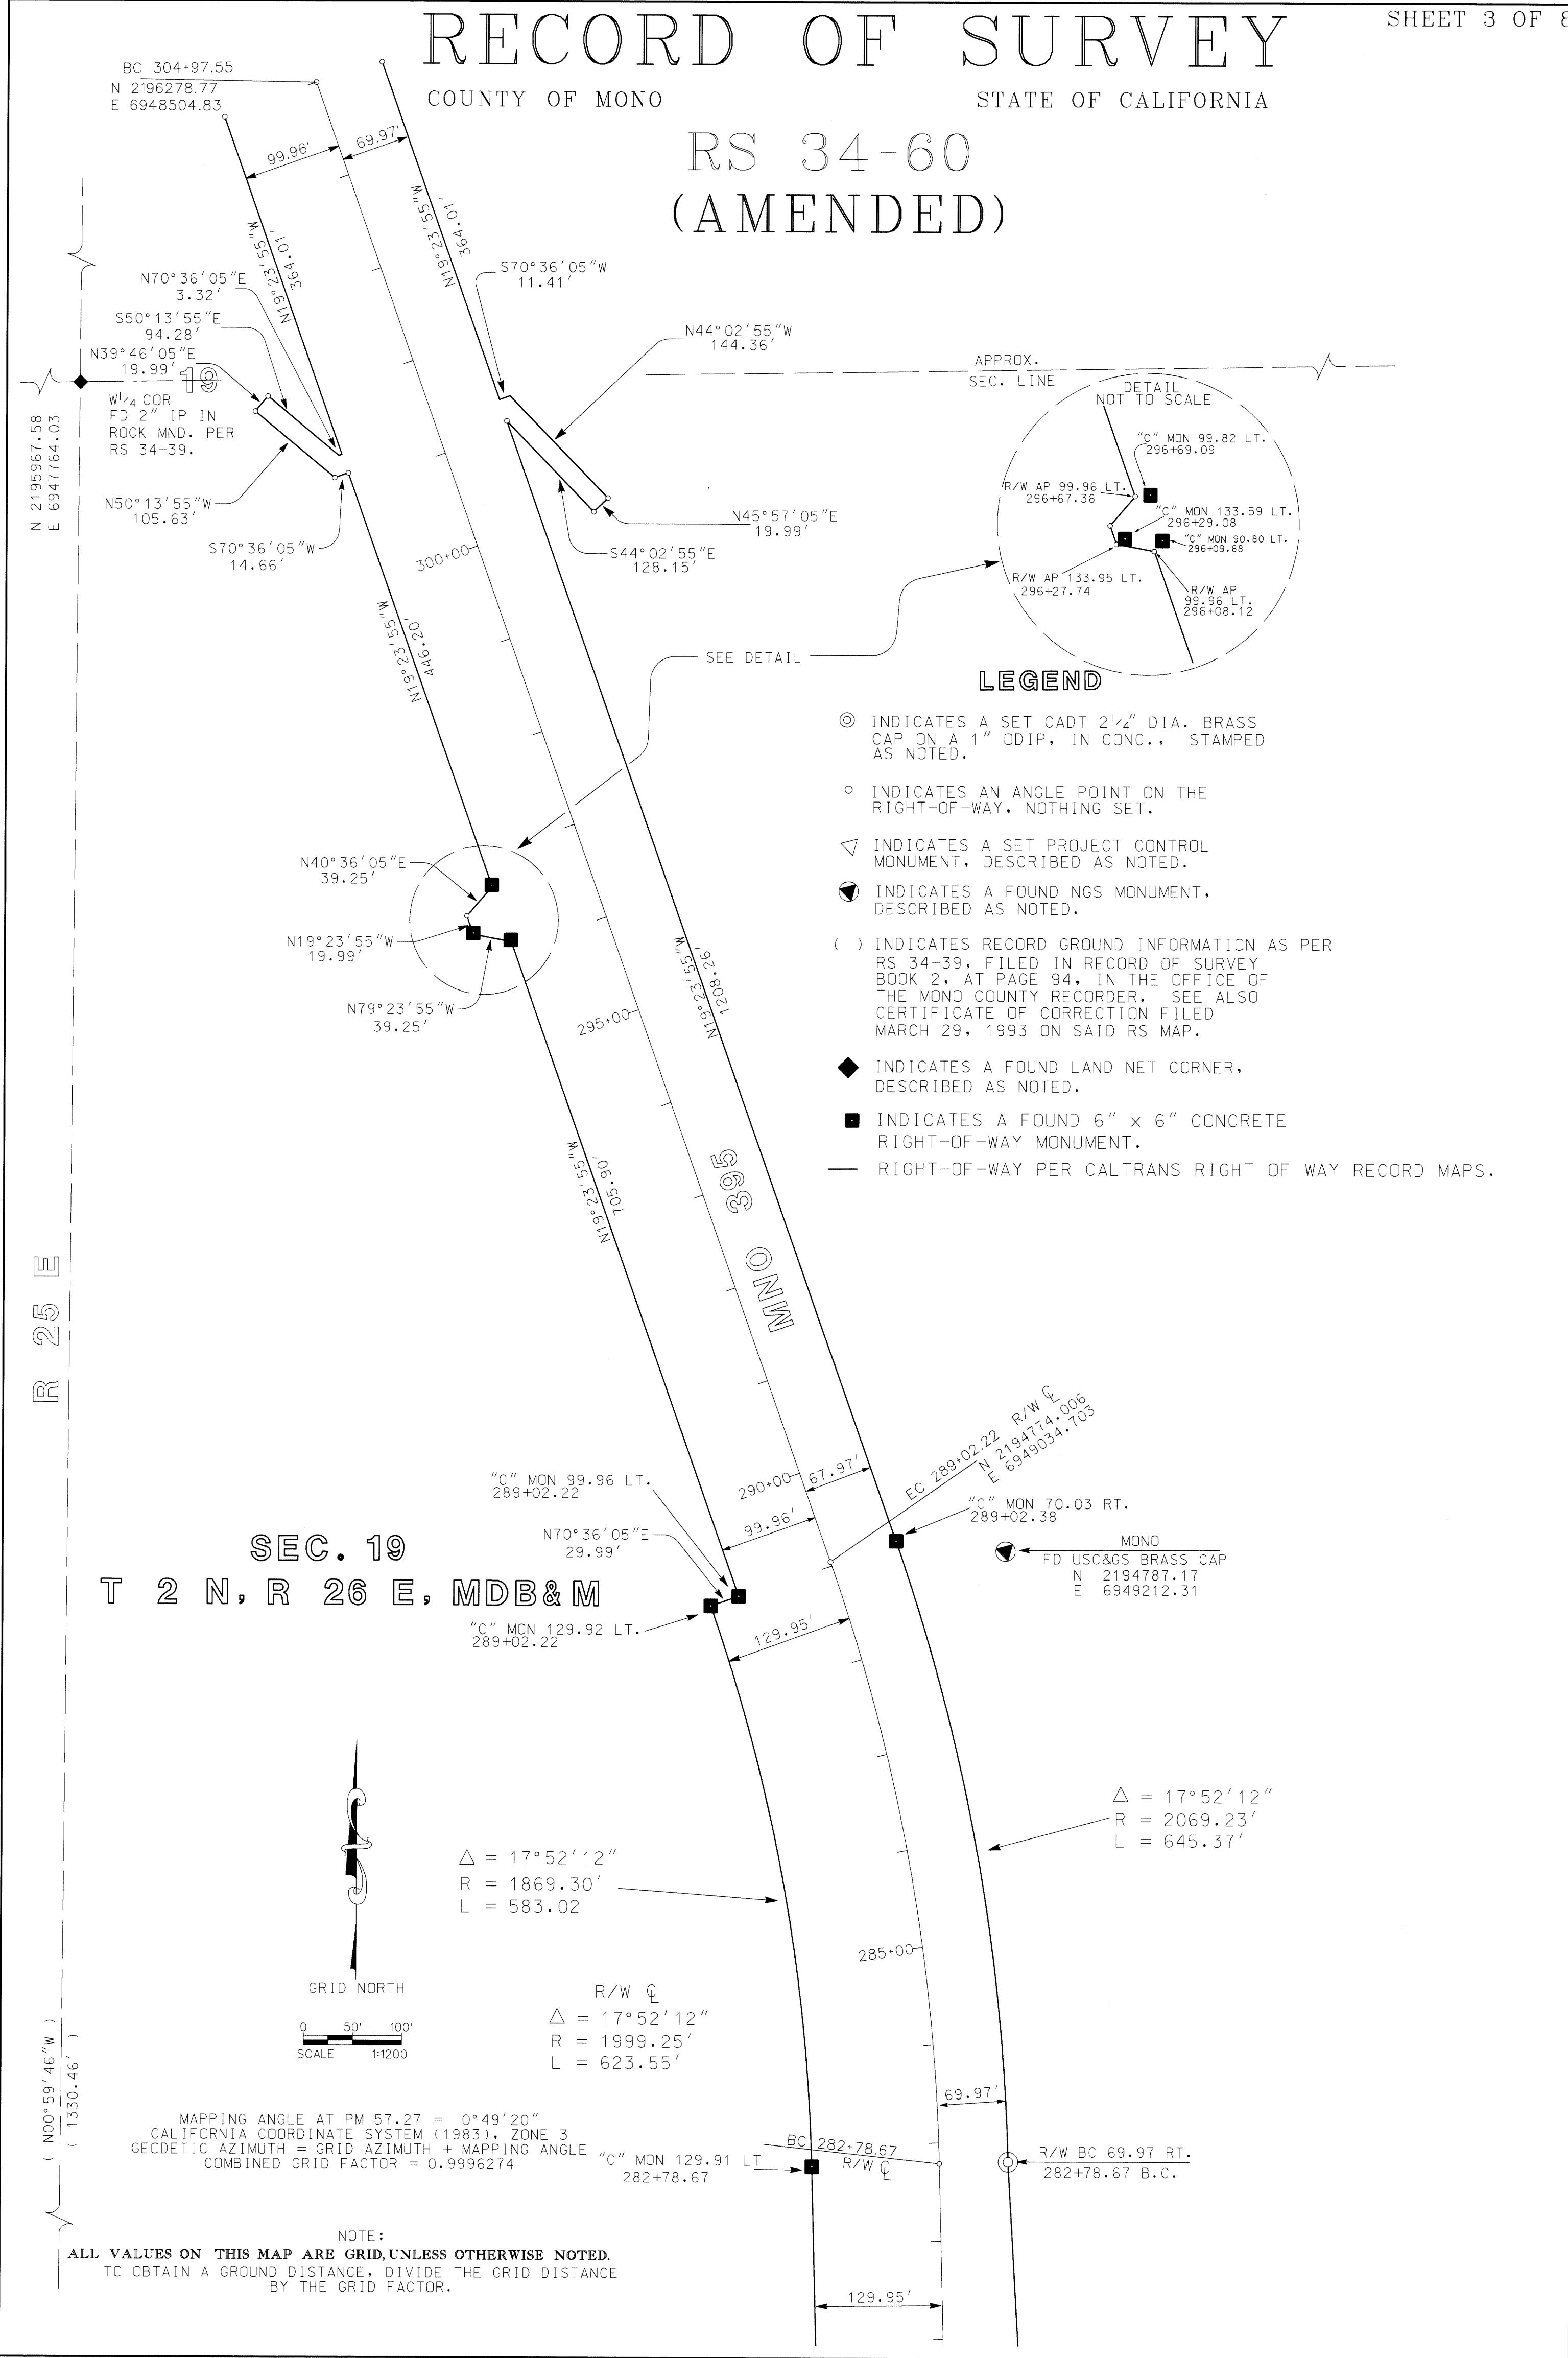 SHEET 3 OF 8
RECORD OF SURVEY
COUNTY OF MONO
STATE OF CALIFORNIA
RS 34-60
(AMENDED)
BC 304+97.55
N 2196278.77
E 6948504.83
99.96'
69.97'
N19°23'55"W
364.01'
N19°23'55"W
364.01'
N70°36'05"E
3.32'
S50°13'55"E
94.28'
N39°46'05"E
19.99'
19
W1/4 COR
FD 2" IP IN
ROCK MND. PER
RS 34-39.
N 2195967.58
E 6947764.03
N50°13'55"W
105.63'
S70°36'05"W
14.66'
S70°36'05"W
11.41'
N44°02'55"W
144.36'
N45°57'05"E
19.99'
S44°02'55"E
128.15'
APPROX.
SEC. LINE
DETAIL
NOT TO SCALE
"C" MON 99.82 LT.
296+69.09
R/W AP 99.96 LT.
296+67.36
"C" MON 133.59 LT.
296+29.08
"C" MON 90.80 LT.
296+09.88
R/W AP 133.95 LT.
296+27.74
R/W AP
99.96 LT.
296+08.12
300+00
N19°23'55"W
446.20'
SEE DETAIL
LEGEND
INDICATES A SET CADT 2 1/4" DIA. BRASS
CAP ON A 1" ODIP, IN CONC., STAMPED
AS NOTED.
INDICATES AN ANGLE POINT ON THE
RIGHT-OF-WAY, NOTHING SET.
INDICATES A SET PROJECT CONTROL
MONUMENT, DESCRIBED AS NOTED.
INDICATES A FOUND NGS MONUMENT,
DESCRIBED AS NOTED.
( ) INDICATES RECORD GROUND INFORMATION AS PER
RS 34-39, FILED IN RECORD OF SURVEY
BOOK 2, AT PAGE 94, IN THE OFFICE OF
THE MONO COUNTY RECORDER. SEE ALSO
CERTIFICATE OF CORRECTION FILED
MARCH 29, 1993 ON SAID RS MAP.
INDICATES A FOUND LAND NET CORNER,
DESCRIBED AS NOTED.
INDICATES A FOUND 6" x 6" CONCRETE
RIGHT-OF-WAY MONUMENT.
RIGHT-OF-WAY PER CALTRANS RIGHT OF WAY RECORD MAPS.
N40°36'05"E
39.25'
N19°23'55"W
19.99'
N79°23'55"W
39.25'
295+00
N19°23'55"W
1208.26'
N19°23'55"W
705.90'
MNO 395
R 25 E
290+00
67.97'
99.96'
EC 289+02.22 R/W ℄
N 2194774.006
E 6949034.703
"C" MON 99.96 LT.
289+02.22
N70°36'05"E
29.99'
"C" MON 70.03 RT.
289+02.38
MONO
FD USC&GS BRASS CAP
N 2194787.17
E 6949212.31
SEC. 19
T 2 N, R 26 E, MDB&M
"C" MON 129.92 LT.
289+02.22
129.95'
△ = 17°52'12"
R = 2069.23'
L = 645.37'
△ = 17°52'12"
R = 1869.30'
L = 583.02
285+00
GRID NORTH
0 50' 100'
SCALE 1:1200
R/W ℄
△ = 17°52'12"
R = 1999.25'
L = 623.55'
( N00°59'46"W )
( 1330.46' )
MAPPING ANGLE AT PM 57.27 = 0°49'20"
CALIFORNIA COORDINATE SYSTEM (1983), ZONE 3
GEODETIC AZIMUTH = GRID AZIMUTH + MAPPING ANGLE
COMBINED GRID FACTOR = 0.9996274
69.97'
BC 282+78.67
R/W ℄
"C" MON 129.91 LT
282+78.67
R/W BC 69.97 RT.
282+78.67 B.C.
NOTE:
ALL VALUES ON THIS MAP ARE GRID, UNLESS OTHERWISE NOTED.
TO OBTAIN A GROUND DISTANCE, DIVIDE THE GRID DISTANCE
BY THE GRID FACTOR.
129.95'